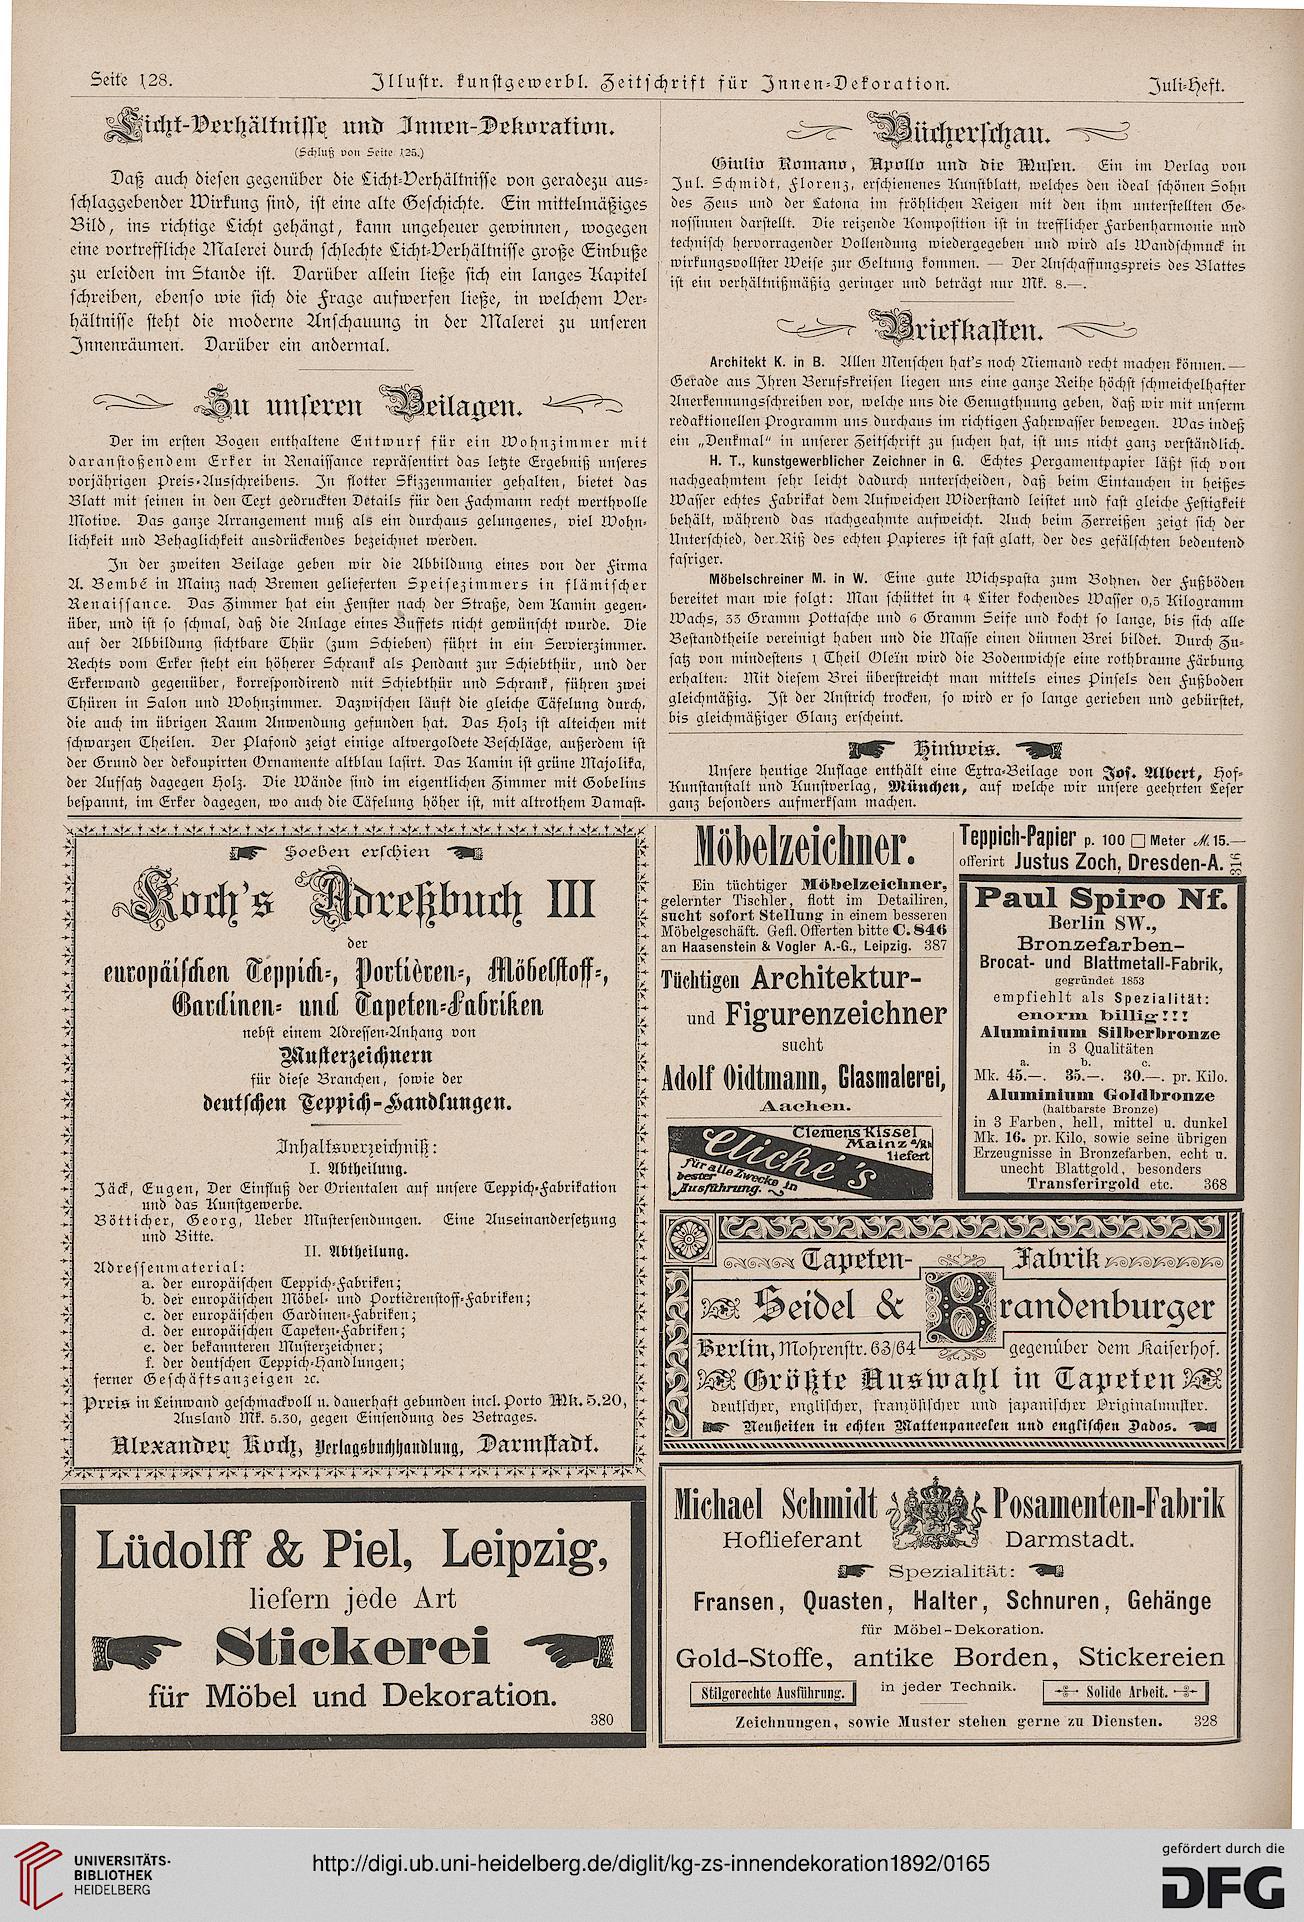 Seite 128.
Illustr. kunstgewerbl. Zeitschrift für Innen-Dekoration.
Juli-Heft.
Licht-Verhältnisse und Innen-Dekoration.
(Schluß von Seite 125.)
Daß auch diesen gegenüber die Licht-Verhältnisse von geradezu aus-
schlaggebender Wirkung sind, ist eine alte Geschichte. Ein mittelmäßiges
Bild, ins richtige Licht gehängt, kann ungeheuer gewinnen, wogegen
eine vortreffliche Malerei durch schlechte Licht-Verhältnisse große Einbuße
zu erleiden im Stande ist. Darüber allein ließe sich ein langes Kapitel
schreiben, ebenso wie sich die Frage aufwerfen ließe, in welchem Ver-
hältnisse steht die moderne Anschauung in der Malerei zu unseren
Innenräumen. Darüber ein andermal.
Zu unseren Beilagen.
Der im ersten Bogen enthaltene Entwurf für ein Wohnzimmer mit
daranstoßendem Erker in Renaissance repräsentirt das letzte Ergebniß unseres
vorjährigen Preis-Ausschreibens. In flotter Skizzenmanier gehalten, bietet das
Blatt mit seinen in den Text gedruckten Details für den Fachmann recht werthvolle
Motive. Das ganze Arrangement muß als ein durchaus gelungenes, viel Wohn-
lichkeit und Behaglichkeit ausdrückendes bezeichnet werden.
In der zweiten Beilage geben wir die Abbildung eines von der Firma
A. Bembé in Mainz nach Bremen gelieferten Speisezimmers in flämischer
Renaissance. Das Zimmer hat ein Fenster nach der Straße, dem Kamin gegen-
über, und ist so schmal, daß die Anlage eines Buffets nicht gewünscht wurde. Die
auf der Abbildung sichtbare Thür (zum Schieben) führt in ein Servierzimmer.
Rechts vom Erker steht ein höherer Schrank als Pendant zur Schiebthür, und der
Erkerwand gegenüber, korrespondirend mit Schiebthür und Schrank, führen zwei
Thüren in Salon und Wohnzimmer. Dazwischen läuft die gleiche Täfelung durch,
die auch im übrigen Raum Anwendung gefunden hat. Das Holz ist alteichen mit
schwarzen Theilen. Der Plafond zeigt einige altvergoldete Beschläge, außerdem ist
der Grund der dekoupirten Ornamente altblau lasirt. Das Kamin ist grüne Majolika,
der Aufsatz dagegen Holz. Die Wände sind im eigentlichen Zimmer mit Gobelins
bespannt, im Erker dagegen, wo auch die Täfelung höher ist, mit altrothem Damast.
Bücherschau.
Giulio Romano, Apollo und die Musen. Ein im Verlag von
Jul. Schmidt, Florenz, erschienenes Kunstblatt, welches den ideal schönen Sohn
des Zeus und der Latona im fröhlichen Reigen mit den ihm unterstellten Ge-
nossinnen darstellt. Die reizende Komposition ist in trefflicher Farbenharmonie und
technisch hervorragender Vollendung wiedergegeben und wird als Wandschmuck in
wirkungsvollster Weise zur Geltung kommen. — Der Anschaffungspreis des Blattes
ist ein verhältnißmäßig geringer und beträgt nur Mk. 8.—.
Briefkasten.
Architekt K. in B. Allen Menschen hat's noch Niemand recht machen können.—
Gerade aus Ihren Berufskreisen liegen uns eine ganze Reihe höchst schmeichelhafter
Anerkennungsschreiben vor, welche uns die Genugthuung geben, daß wir mit unserm
redaktionellen Programm uns durchaus im richtigen Fahrwasser bewegen. Was indeß
ein „Denkmal" in unserer Zeitschrift zu suchen hat, ist uns nicht ganz verständlich.
H. T., kunstgewerblicher Zeichner in G. Echtes Pergamentpapier läßt sich von
nachgeahmtem sehr leicht dadurch unterscheiden, daß beim Eintauchen in heißes
Wasser echtes Fabrikat dem Aufweichen Widerstand leistet und fast gleiche Festigkeit
behält, während das nachgeahmte aufweicht. Auch beim Zerreißen zeigt sich der
Unterschied, der Riß des echten Papieres ist fast glatt, der des gefälschten bedeutend
fasriger.
Möbelschreiner M. in W. Eine gute Wichspasta zum Bohnen der Fußböden
bereitet man wie folgt: Man schüttet in 4 Liter kochendes Wasser 0,5 Kilogramm
Wachs, 33 Gramm Pottasche und 6 Gramm Seife und kocht so lange, bis sich alle
Bestandtheile vereinigt haben und die Masse einen dünnen Brei bildet. Durch Zu-
satz von mindestens 1 Theil Oleïn wird die Bodenwichse eine rothbraune Färbung
erhalten: Mit diesem Brei überstreicht man mittels eines Pinsels den Fußboden
gleichmäßig. Ist der Anstrich trocken, so wird er so lange gerieben und gebürstet,
bis gleichmäßiger Glanz erscheint.
Hinweis.
Unsere heutige Auflage enthält eine Extra-Beilage von Jos. Albert, Hof-
Kunstanstalt und Kunstverlag, München, auf welche wir unsere geehrten Leser
ganz besonders aufmerksam machen.
Soeben erschien
Koch's Adreßbuch III
der
europäischen Teppich-, Portièren-, Möbelstoff-,
Gardinen- und Tapeten-Fabriken
nebst einem Adressen-Anhang von
Musterzeichnern
für diese Branchen, sowie der
deutschen Teppich-Handlungen.
Inhaltsverzeichniß:
I. Abtheilung.
Jäck, Eugen, Der Einfluß der Orientalen auf unsere Teppich-Fabrikation
und das Kunstgewerbe.
Bötticher, Georg, Ueber Mustersendungen. Eine Auseinandersetzung
und Bitte.
II. Abtheilung.
Adressenmaterial:
a. der europäischen Teppich-Fabriken;
b. der europäischen Möbel- und Portièrenstoff-Fabriken;
c. der europäischen Gardinen-Fabriken;
d. der europäischen Tapeten-Fabriken;
e. der bekannteren Musterzeichner;
f. der deutschen Teppich-Handlungen;
ferner Geschäftsanzeigen ꝛc.
Preis in Leinwand geschmackvoll u. dauerhaft gebunden incl. Porto Mk. 5.20,
Ausland Mk. 5.30, gegen Einsendung des Betrages.
Alexander Koch, Verlagsbuchhandlung, Darmstadt.
Lüdolff & Piel, Leipzig,
liefern jede Art
Stickerei
für Möbel und Dekoration.
380
Möbelzeichner.
Ein tüchtiger Möbelzeichner,
gelernter Tischler, flott im Detailiren,
sucht sofort Stellung in einem besseren
Möbelgeschäft. Gefl. Offerten bitte C. 846
an Haasenstein & Vogler A.-G., Leipzig. 387
Tüchtigen Architektur-
und Figurenzeichner
sucht
Adolf Oidtmann, Glasmalerei,
Aachen.
Clemens Kissel
Mainz a/Rh
liefert
Cliché's
für alle Zwecke in
bester
Ausführung.
Teppich-Papier p. 100 □ Meter ℳ 15.—
offerirt Justus Zoch, Dresden-A. 316
Paul Spiro Nf.
Berlin SW.,
Bronzefarben-
Brocat- und Blattmetall-Fabrik,
gegründet 1853
empfiehlt als Spezialität:
enorm billig!!!
Aluminium Silberbronze
in 3 Qualitäten
a. b. c.
Mk. 45.—. 35.—. 30.—. pr. Kilo.
Aluminium Goldbronze
(haltbarste Bronze)
in 3 Farben, hell, mittel u. dunkel
Mk. 16. pr. Kilo, sowie seine übrigen
Erzeugnisse in Bronzefarben, echt u.
unecht Blattgold, besonders
Transferirgold etc. 368
Tapeten- Fabrik
Seidel & Brandenburger
Berlin, Mohrenstr. 63/64 gegenüber dem Kaiserhof.
Größte Auswahl in Tapeten
deutscher, englischer, französischer und japanischer Originalmuster.
Neuheiten in echten Mattenpaneelen und englischen Dados.
Michael Schmidt Posamenten-Fabrik
Hoflieferant Darmstadt.
Spezialität:
Fransen, Quasten, Halter, Schnuren, Gehänge
für Möbel-Dekoration.
Gold-Stoffe, antike Borden, Stickereien
Stilgerechte Ausführung. in jeder Technik. Solide Arbeit.
Zeichnungen, sowie Muster stehen gerne zu Diensten. 328
UNIVERSITÄTS-
BIBLIOTHEK
HEIDELBERG
http://digi.ub.uni-heidelberg.de/diglit/kg-zs-innendekoration1892/0165
gefördert durch die
DFG